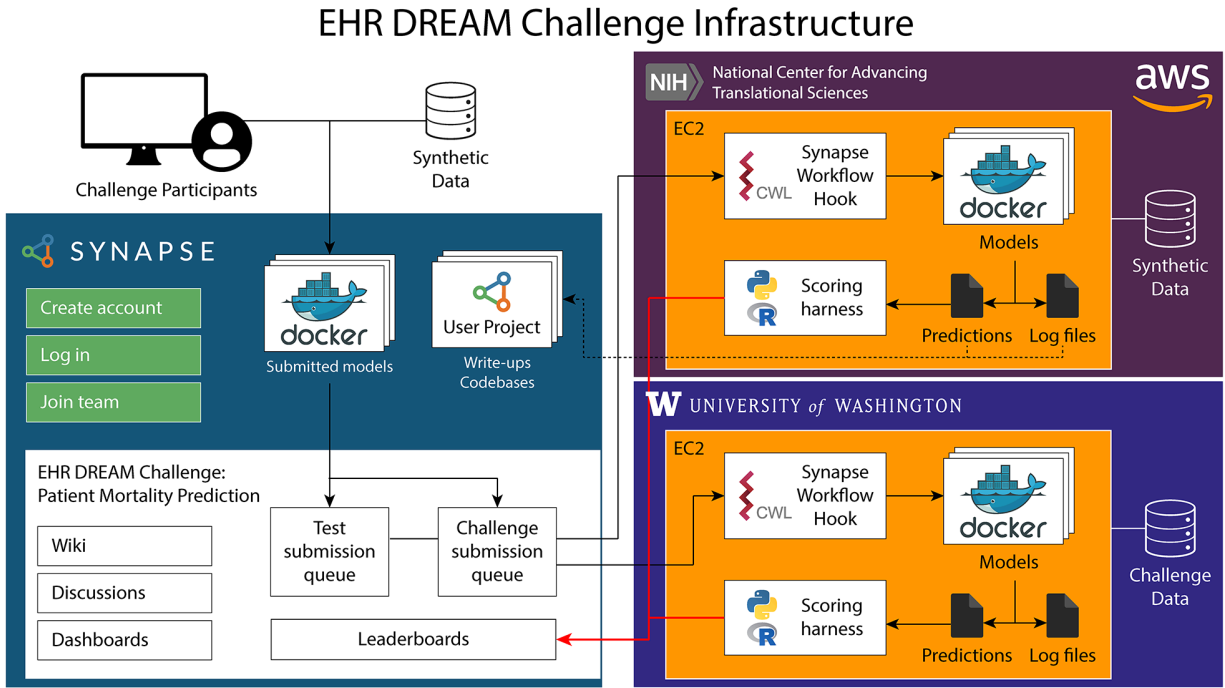 EHR DREAM Challenge Infrastructure
Challenge Participants
Synthetic
Data
SYNAPSE
Create account
Log in
Join team
docker
Submitted models
User Project
Write-ups
Codebases
EHR DREAM Challenge:
Patient Mortality Prediction
Wiki
Discussions
Dashboards
Test
submission
queue
Challenge
submission
queue
Leaderboards
NIH
National Center for Advancing
Translational Sciences
aws
EC2
CWL
Synapse
Workflow
Hook
docker
Models
Scoring
harness
Predictions
Log files
Synthetic
Data
W UNIVERSITY of WASHINGTON
EC2
CWL
Synapse
Workflow
Hook
docker
Models
Scoring
harness
Predictions
Log files
Challenge
Data